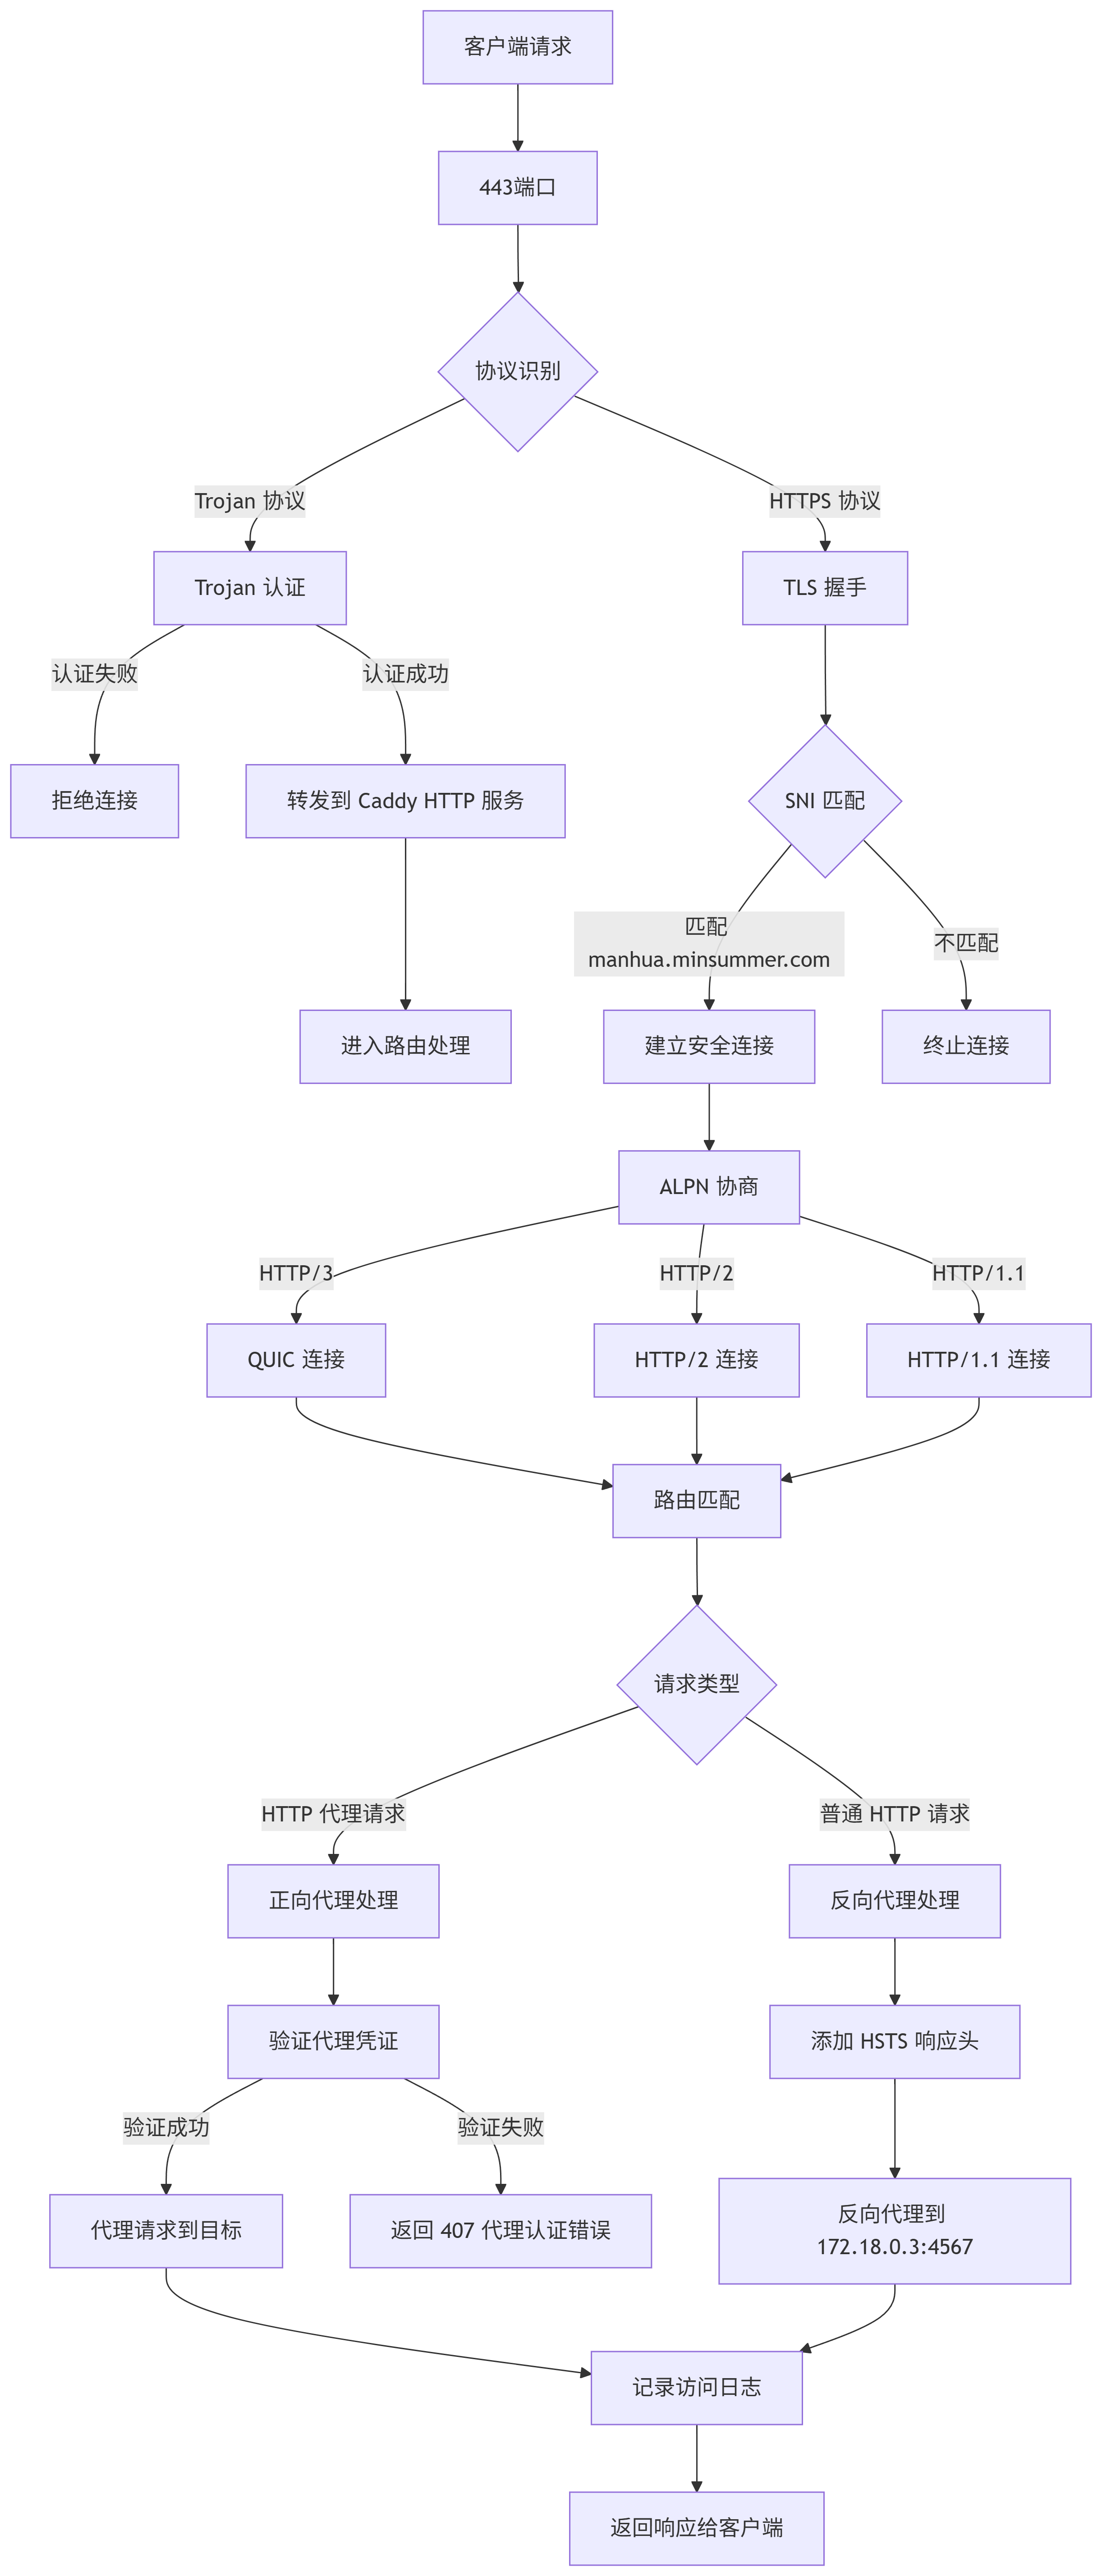 客户端请求
443端口
协议识别
Trojan 协议
HTTPS 协议
Trojan 认证
TLS 握手
认证失败
认证成功
拒绝连接
转发到 Caddy HTTP 服务
SNI 匹配
匹配
manhua.minsummer.com
不匹配
进入路由处理
建立安全连接
终止连接
ALPN 协商
HTTP/3
HTTP/2
HTTP/1.1
QUIC 连接
HTTP/2 连接
HTTP/1.1 连接
路由匹配
请求类型
HTTP 代理请求
普通 HTTP 请求
正向代理处理
反向代理处理
验证代理凭证
添加 HSTS 响应头
验证成功
验证失败
代理请求到目标
返回 407 代理认证错误
反向代理到
172.18.0.3:4567
记录访问日志
返回响应给客户端